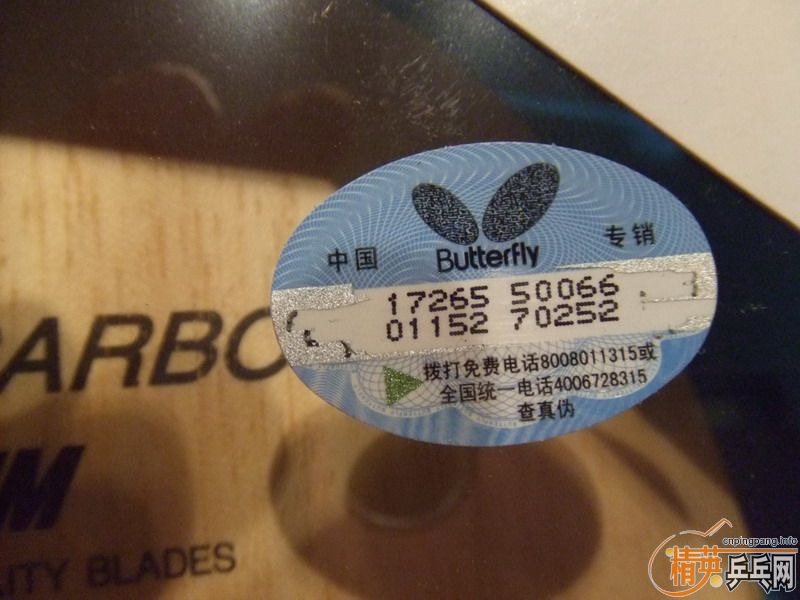 中国 Butterfly 专销
17265 50066
01152 70252
拨打免费电话8008011315或
全国统一电话4006728315
查真伪
ARBO
M
LITY BLADES
cnpingpang.info
精英乒乓网